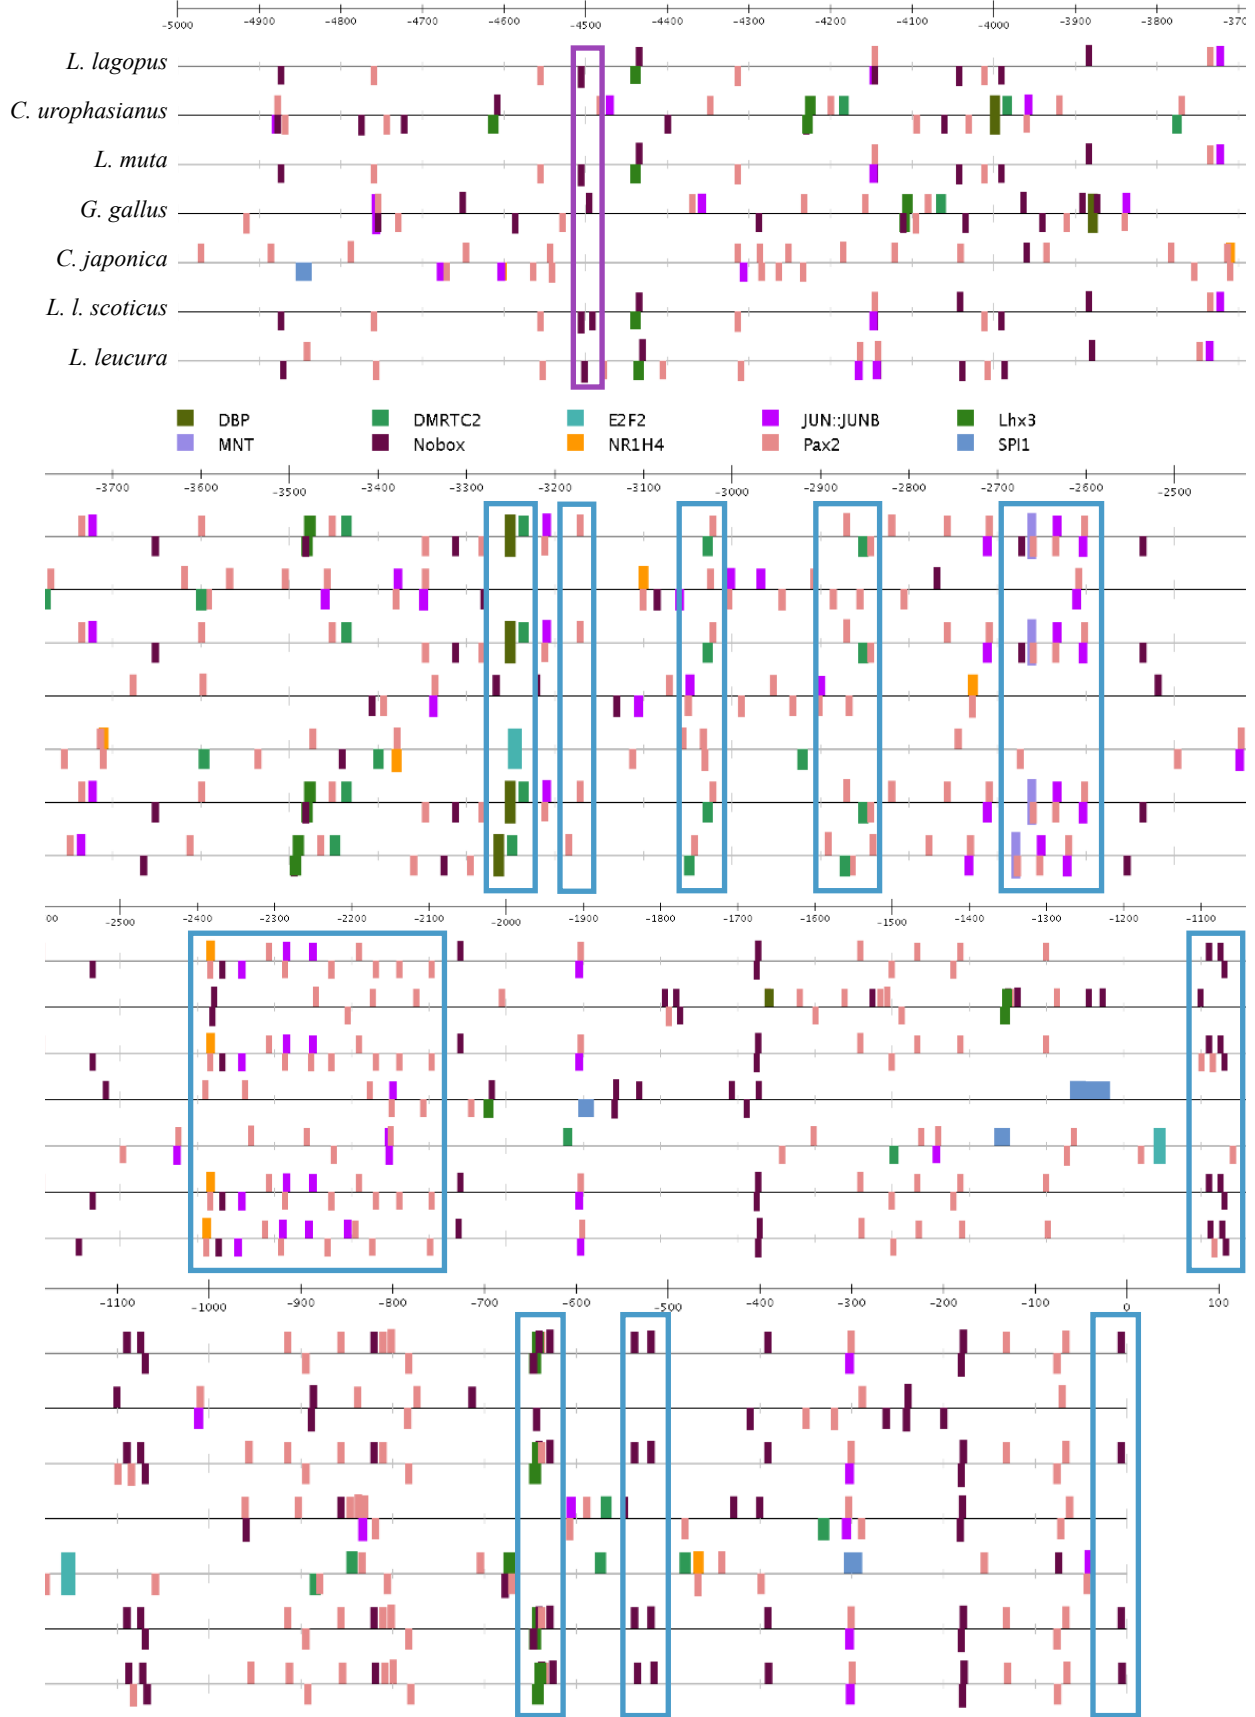 -5000 -4900 -4800 -4700 -4600 -4500 -4400 -4300 -4200 -4100 -4000 -3900 -3800 -370
L. lagopus
C. urophasianus
L. muta
G. gallus
C. japonica
L. l. scoticus
L. leucura
DBP DMRTC2 E2F2 JUN::JUNB Lhx3
MNT Nobox NR1H4 Pax2 SPI1
-3700 -3600 -3500 -3400 -3300 -3200 -3100 -3000 -2900 -2800 -2700 -2600 -2500
00 -2500 -2400 -2300 -2200 -2100 -2000 -1900 -1800 -1700 -1600 -1500 -1400 -1300 -1200 -1100
-1100 -1000 -900 -800 -700 -600 -500 -400 -300 -200 -100 0 100